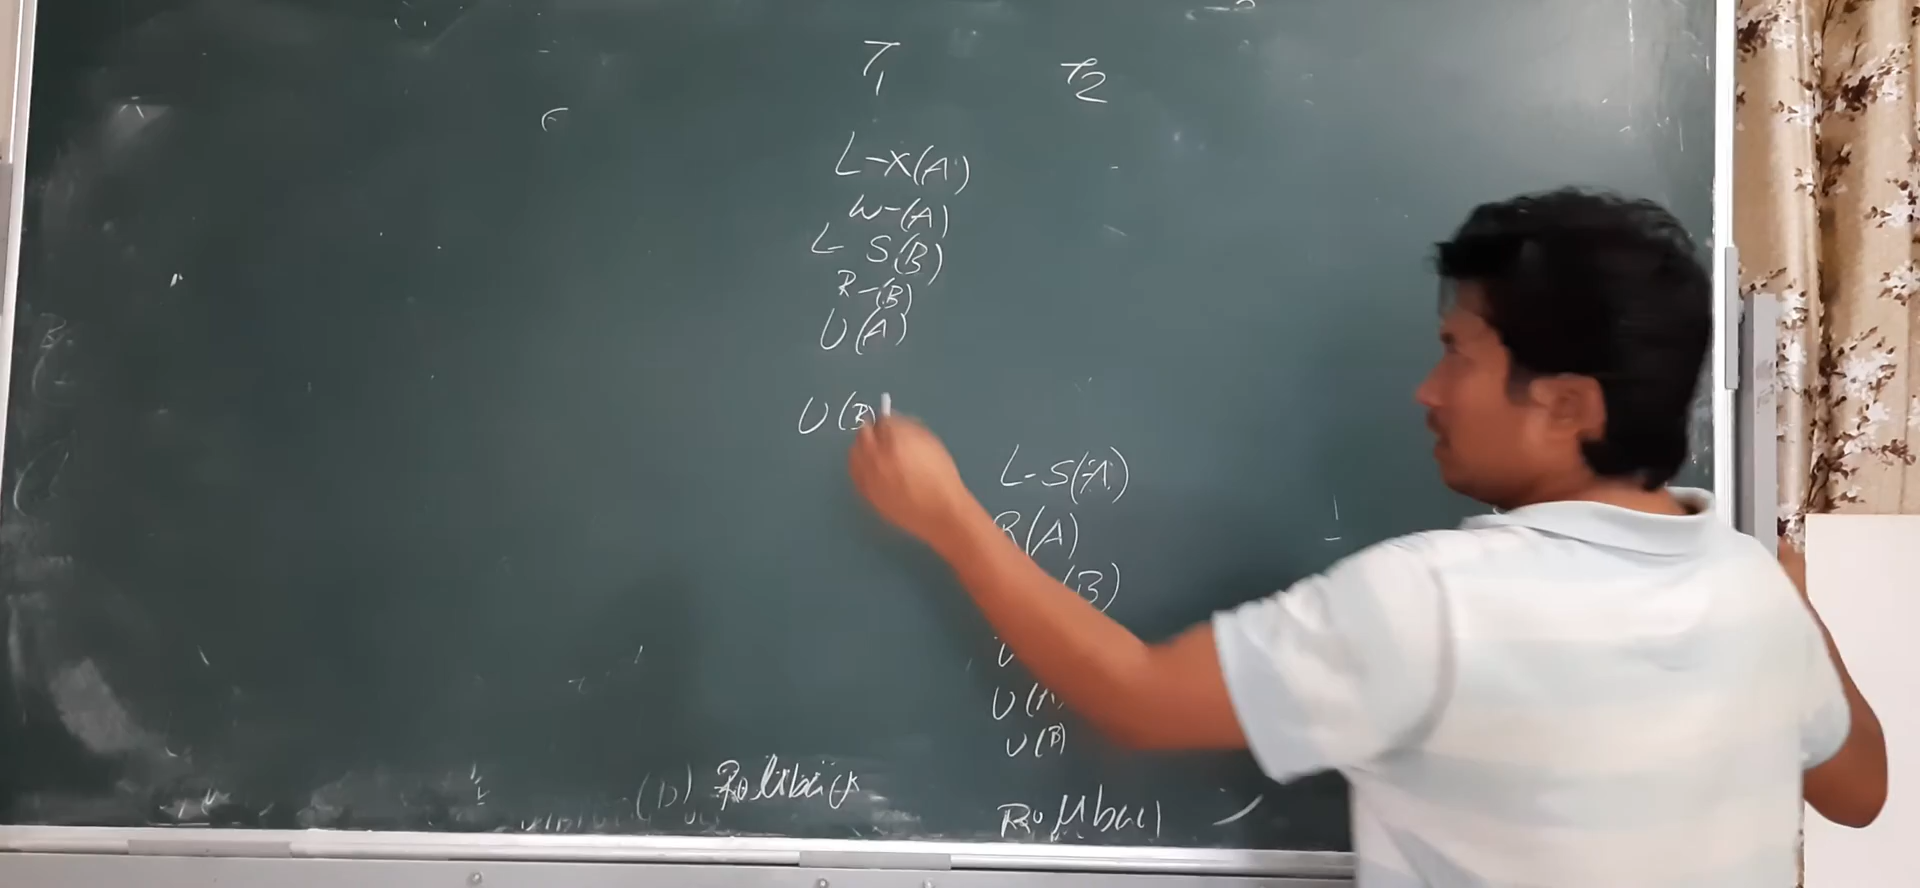 T1 T2
L-X(A)
W-(A)
L S(B)
R-(B)
U(A)
U(B)
L-S(A)
R(A)
(B)
U(A)
U(B)
Rollback
Rollback